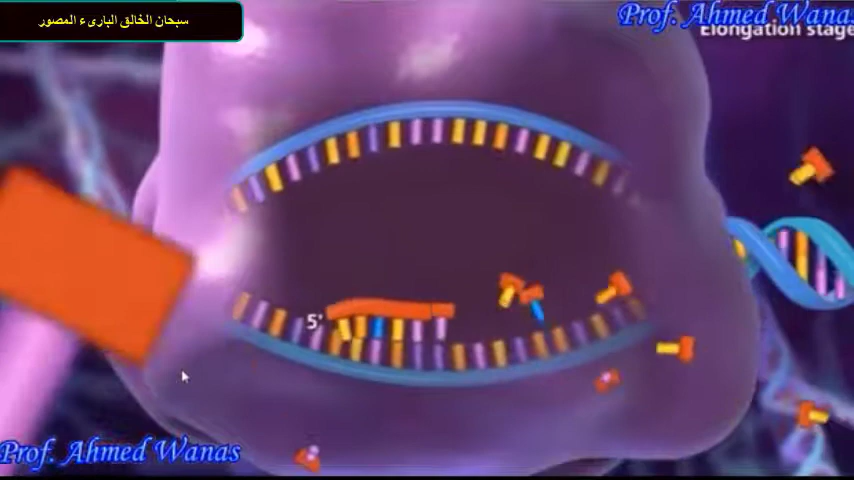 سبحان الخالق البارىء المصور
Prof. Ahmed Wanas
Elongation stage
5'
Prof. Ahmed Wanas